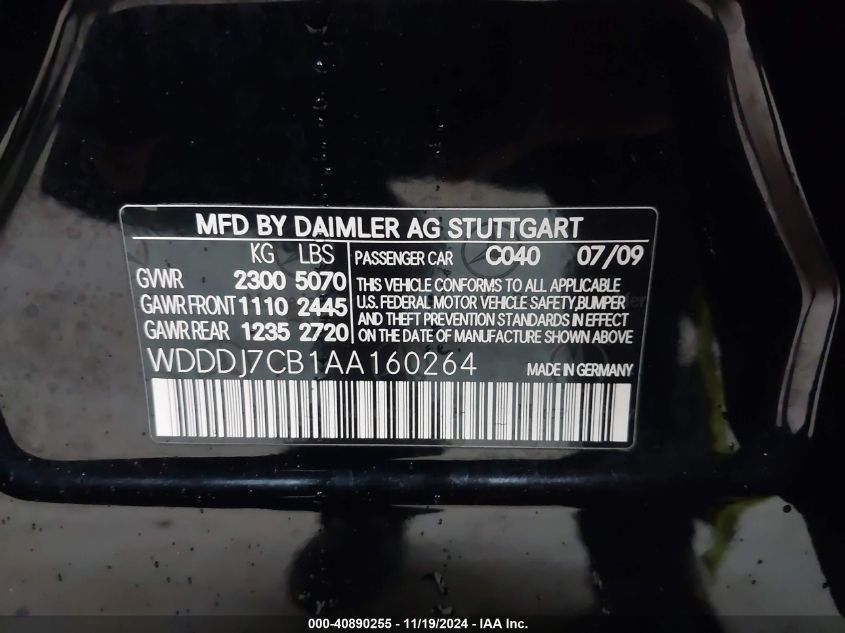 MFD BY DAIMLER AG STUTTGART
KG LBS
GVWR 2300 5070
GAWR FRONT 1110 2445
GAWR REAR 1235 2720
PASSENGER CAR C040 07/09
THIS VEHICLE CONFORMS TO ALL APPLICABLE
U.S. FEDERAL MOTOR VEHICLE SAFETY, BUMPER
AND THEFT PREVENTION STANDARDS IN EFFECT
ON THE DATE OF MANUFACTURE SHOWN ABOVE
WDDDJ7CB1AA160264 MADE IN GERMANY
000-40890255 - 11/19/2024 - IAA Inc.